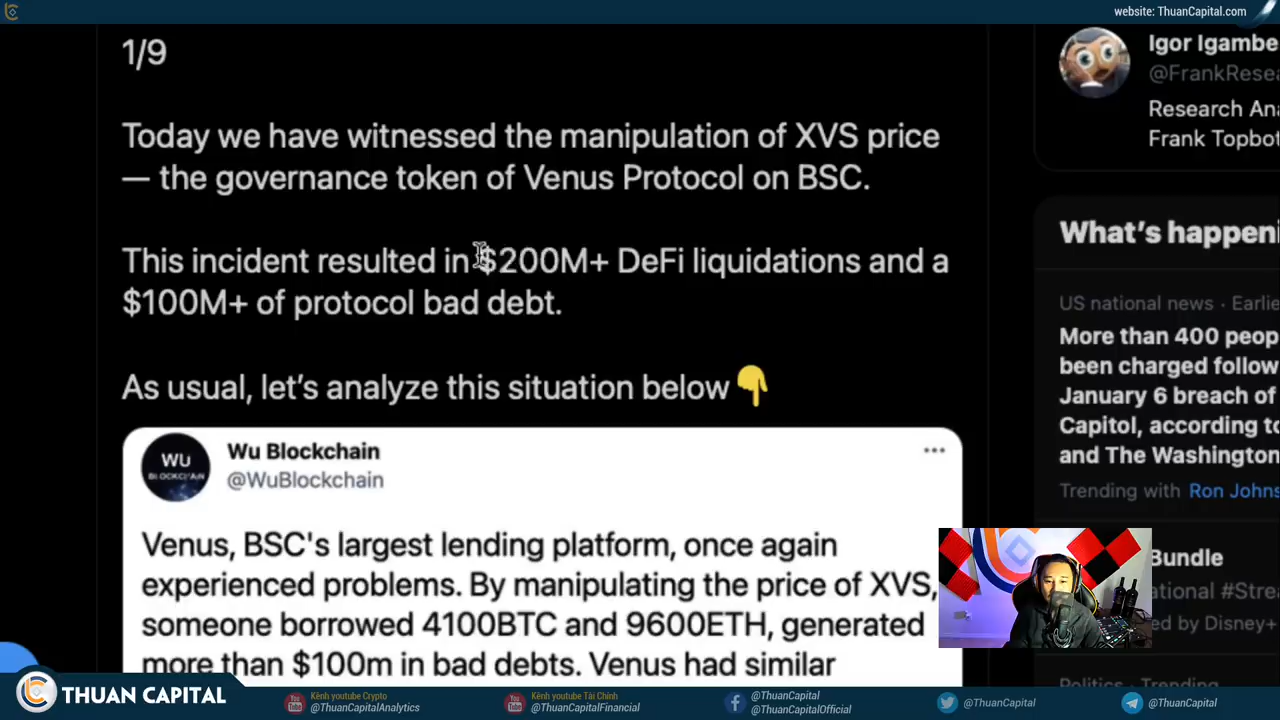 website: ThuanCapital.com
1/9
Today we have witnessed the manipulation of XVS price
— the governance token of Venus Protocol on BSC.
This incident resulted in $200M+ DeFi liquidations and a
$100M+ of protocol bad debt.
As usual, let's analyze this situation below👇
WU
BLOCKCHAIN
Wu Blockchain
@WuBlockchain
Venus, BSC's largest lending platform, once again
experienced problems. By manipulating the price of XVS,
someone borrowed 4100BTC and 9600ETH, generated
more than $100m in bad debts. Venus had similar
Igor Igambe
@FrankResea
Research Ana
Frank Topbot
What's happeni
US national news · Earlie
More than 400 peop
been charged follow
January 6 breach of
Capitol, according to
and The Washington
Trending with Ron Johns
Bundle
ational #Strea
ed by Disney+
Politics · Trending
THUAN CAPITAL
Kênh youtube Crypto
@ThuanCapitalAnalytics
Kênh youtube Tài Chính
@ThuanCapitalFinancial
@ThuanCapital
@ThuanCapitalOfficial
@ThuanCapital
@ThuanCapital